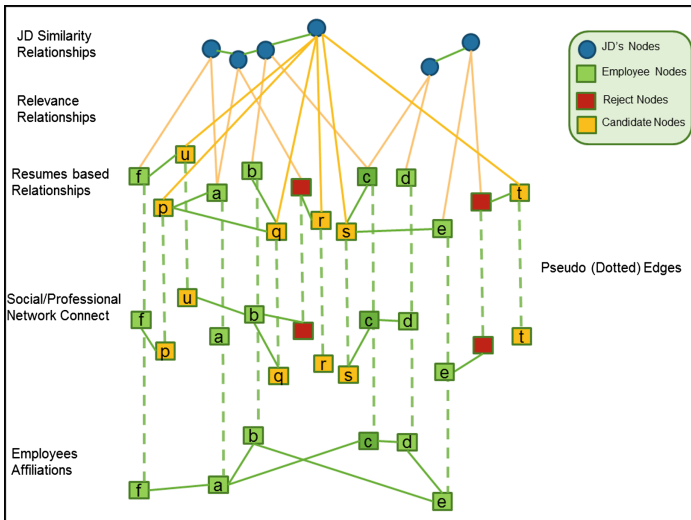 JD Similarity
Relationships
JD's Nodes
Employee Nodes
Reject Nodes
Candidate Nodes
Relevance
Relationships
Resumes based
Relationships
u
f
b
c
d
a
t
p
r
q
s
e
Pseudo (Dotted) Edges
Social/Professional
Network Connect
u
f
b
c
d
a
t
p
r
q
s
e
Employees
Affiliations
b
c
d
f
a
e